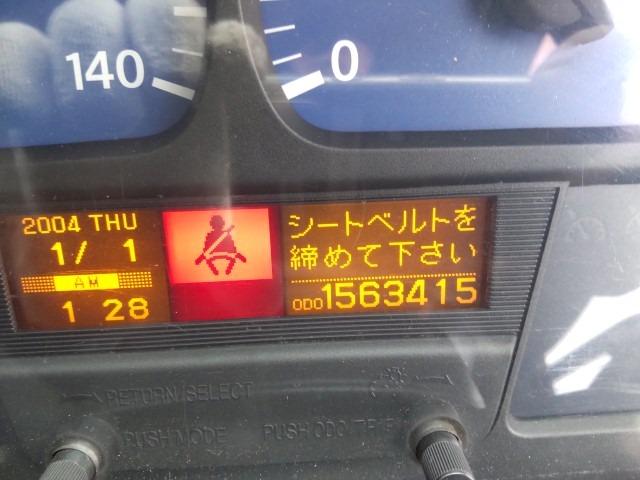 140
0
2004 THU
1/ 1
AM
1 28
シートベルトを
締めて下さい
ODO1563415
RETURN/SELECT
PUSH MODE
PUSH ODO TRIP